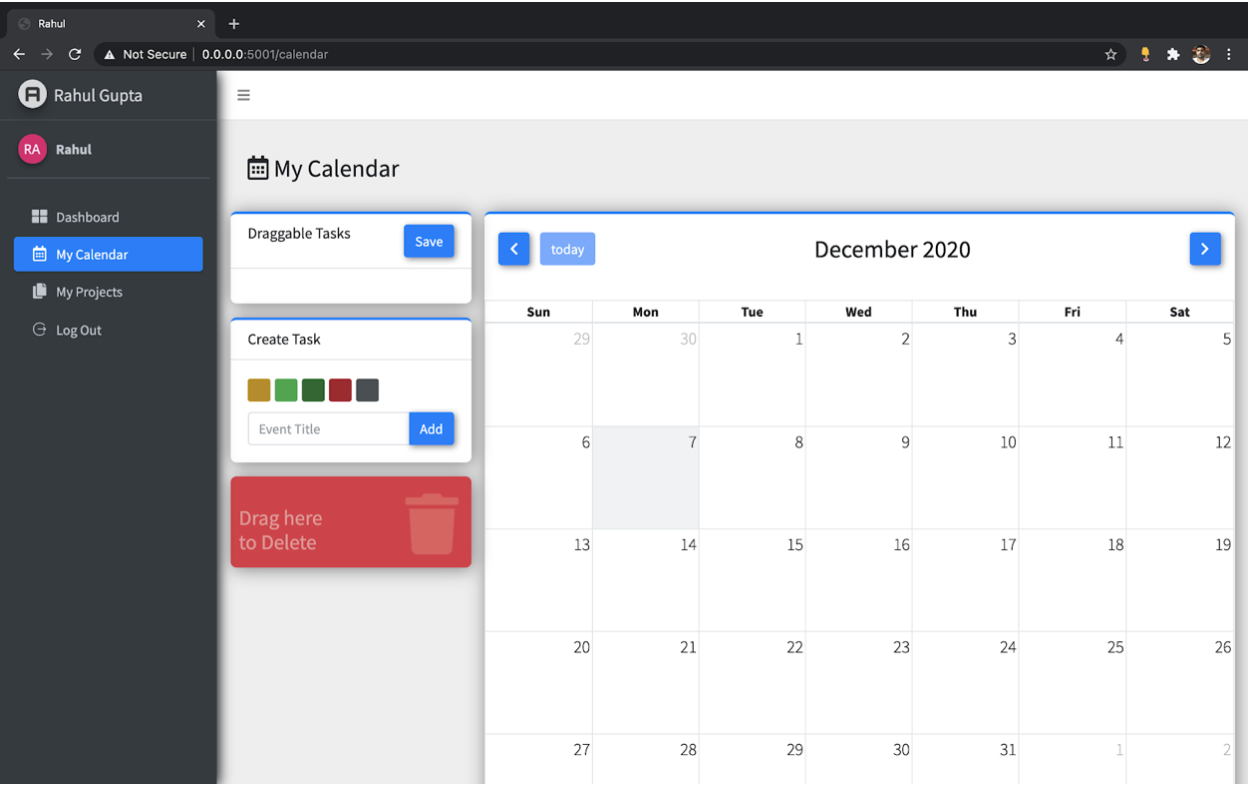 Rahul
Not Secure 0.0.0.0:5001/calendar
Rahul Gupta
RA Rahul
Dashboard
My Calendar
My Projects
Log Out
My Calendar
Draggable Tasks
Save
Create Task
Event Title
Add
Drag here
to Delete
today
December 2020
Sun Mon Tue Wed Thu Fri Sat
29 30 1 2 3 4 5
6 7 8 9 10 11 12
13 14 15 16 17 18 19
20 21 22 23 24 25 26
27 28 29 30 31 1 2